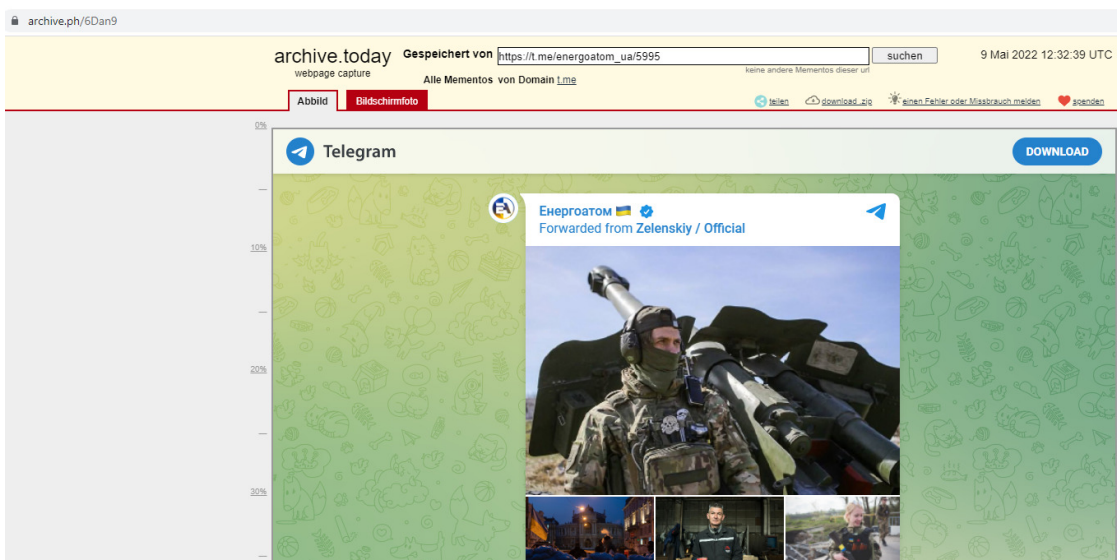 archive.ph/6Dan9
archive.today
webpage capture
Gespeichert von https://t.me/energoatom_ua/5995 suchen
9 Mai 2022 12:32:39 UTC
keine andere Mementos dieser url
Alle Mementos von Domain t.me
Abbild Bildschirmfoto
teilen download .zip einen Fehler oder Missbrauch melden spenden
0%
Telegram
DOWNLOAD
Енергоатом
Forwarded from Zelenskiy / Official
10%
20%
30%